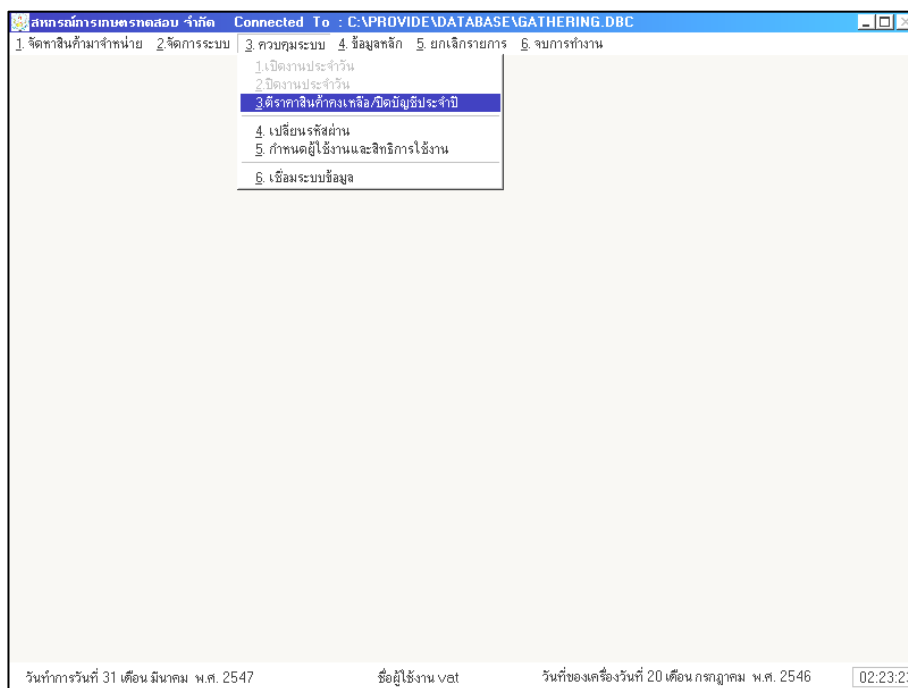 สหกรณ์การเกษตรทดสอบ จำกัด Connected To : C:\PROVIDE\DATABASE\GATHERING.DBC
1. จัดหาสินค้ามาจำหน่าย 2.จัดการระบบ 3. ควบคุมระบบ 4. ข้อมูลหลัก 5. ยกเลิกรายการ 6. จบการทำงาน
1.เปิดงานประจำวัน
2.ปิดงานประจำวัน
3.ตีราคาสินค้าคงเหลือ/ปิดบัญชีประจำปี
4. เปลี่ยนรหัสผ่าน
5. กำหนดผู้ใช้งานและสิทธิการใช้งาน
6. เชื่อมระบบข้อมูล
วันทำการวันที่ 31 เดือน มีนาคม พ.ศ. 2547 ชื่อผู้ใช้งาน vat วันที่ของเครื่องวันที่ 20 เดือน กรกฎาคม พ.ศ. 2546 02:23:2